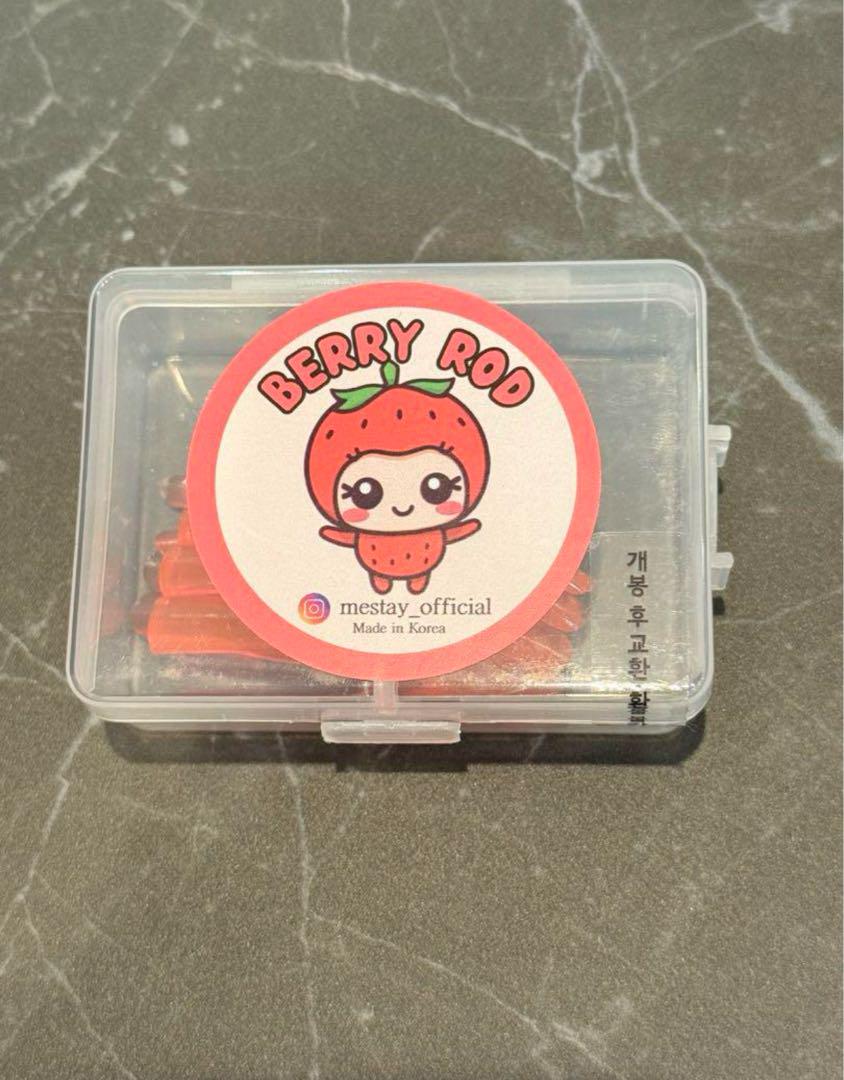 BERRY ROD
mestay_official
Made in Korea
개봉 후 교환·환